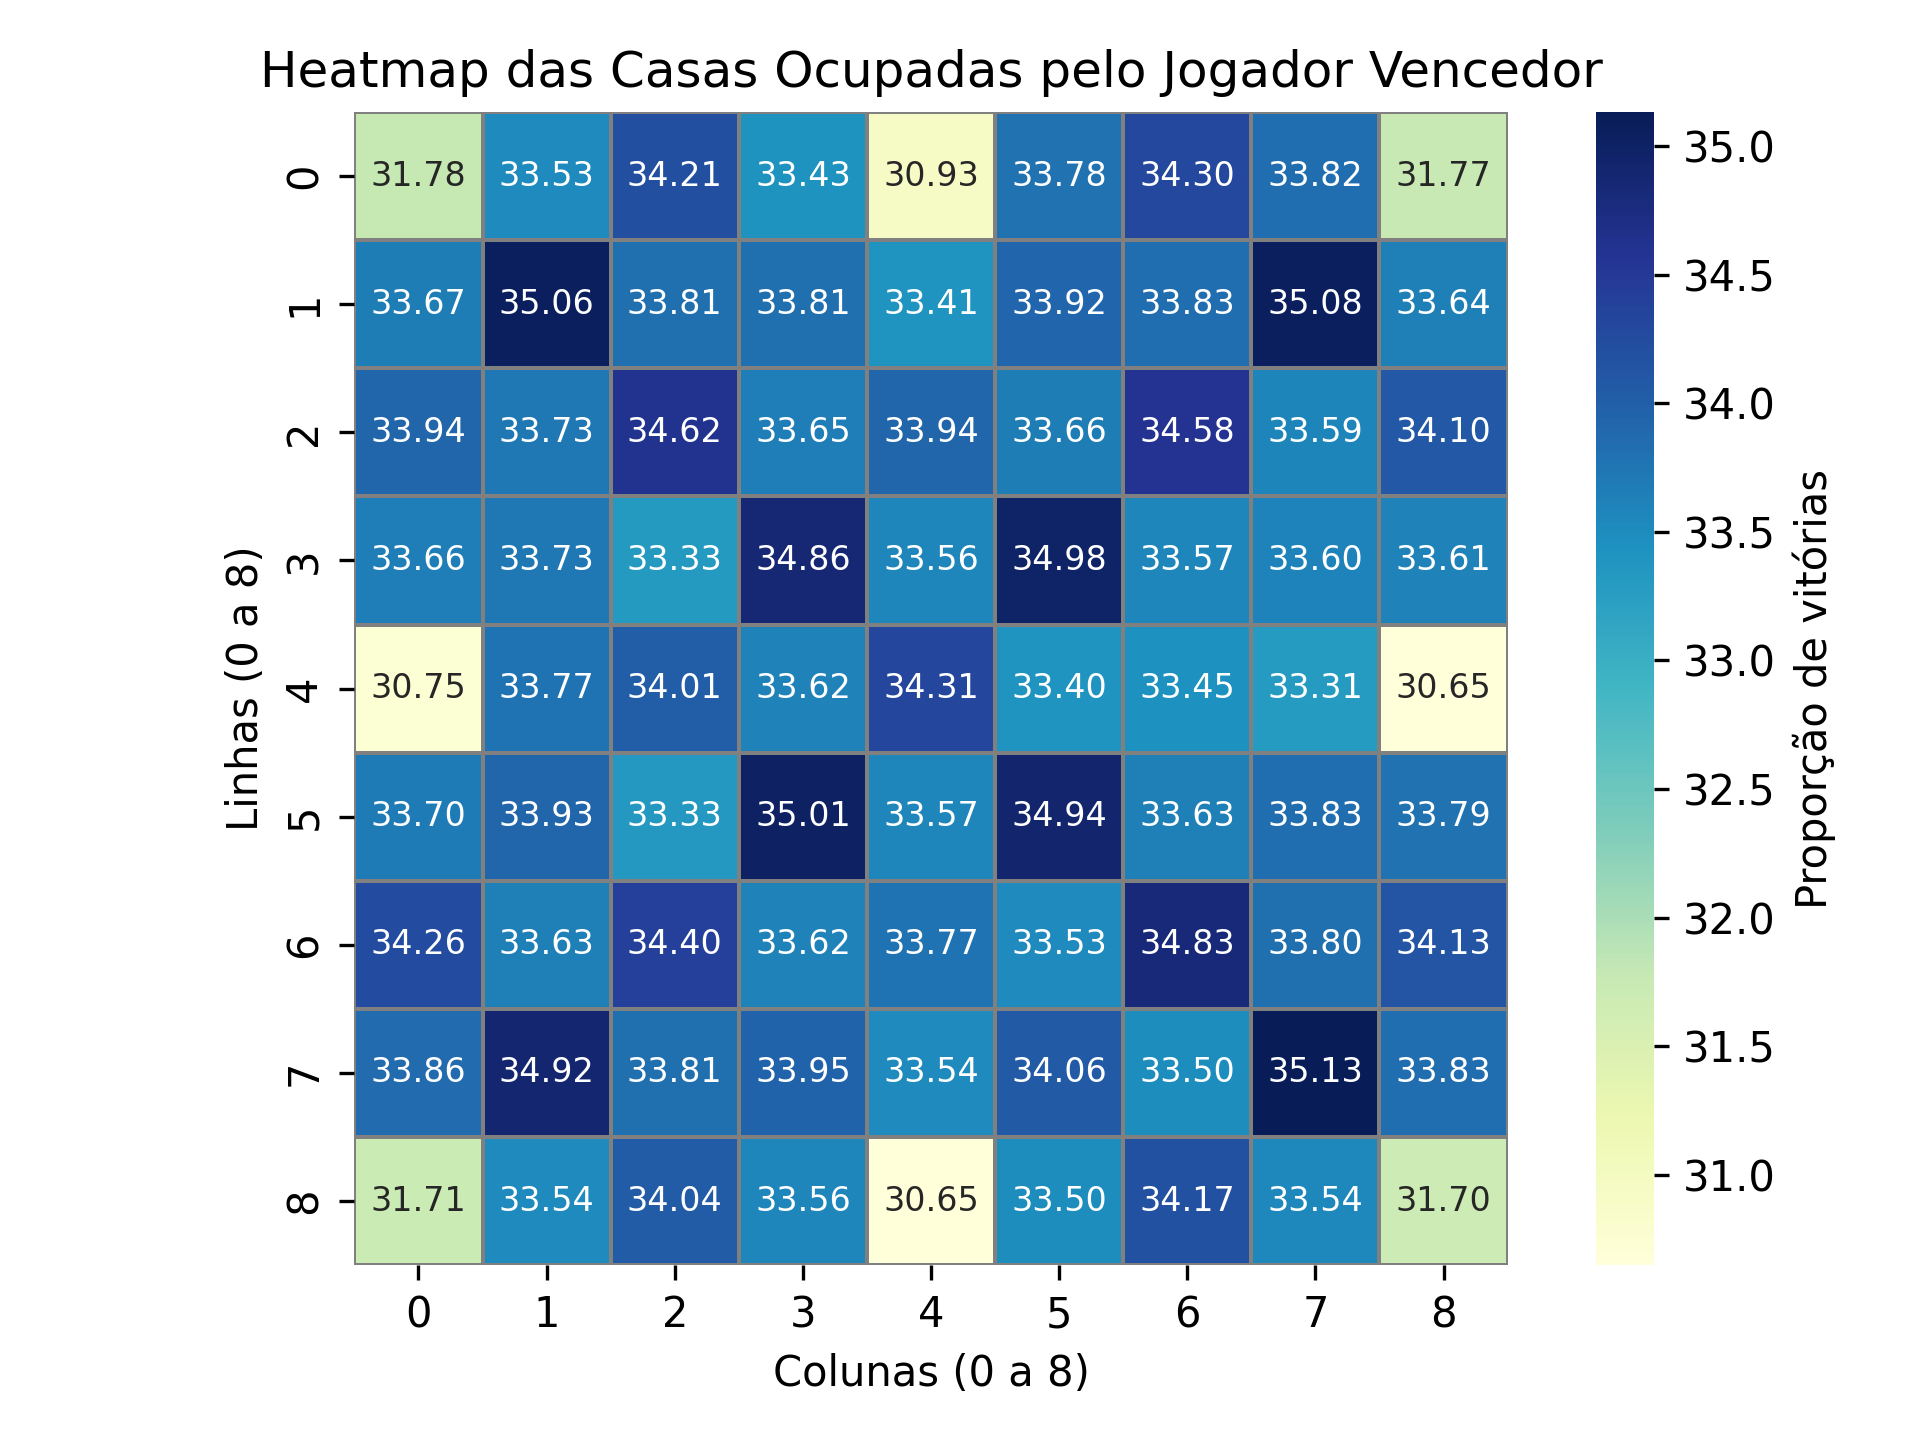 Heatmap das Casas Ocupadas pelo Jogador Vencedor
0 31.78 33.53 34.21 33.43 30.93 33.78 34.30 33.82 31.77
1 33.67 35.06 33.81 33.81 33.41 33.92 33.83 35.08 33.64
2 33.94 33.73 34.62 33.65 33.94 33.66 34.58 33.59 34.10
3 33.66 33.73 33.33 34.86 33.56 34.98 33.57 33.60 33.61
4 30.75 33.77 34.01 33.62 34.31 33.40 33.45 33.31 30.65
5 33.70 33.93 33.33 35.01 33.57 34.94 33.63 33.83 33.79
6 34.26 33.63 34.40 33.62 33.77 33.53 34.83 33.80 34.13
7 33.86 34.92 33.81 33.95 33.54 34.06 33.50 35.13 33.83
8 31.71 33.54 34.04 33.56 30.65 33.50 34.17 33.54 31.70
0 1 2 3 4 5 6 7 8
Colunas (0 a 8)
Linhas (0 a 8)
35.0
34.5
34.0
33.5
33.0
32.5
32.0
31.5
31.0
Proporção de vitórias